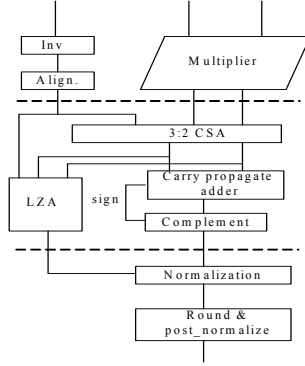 Inv
Multiplier
Align.
3:2 CSA
LZA
sign
Carry propagate
adder
Complement
Normalization
Round &
post_normalize